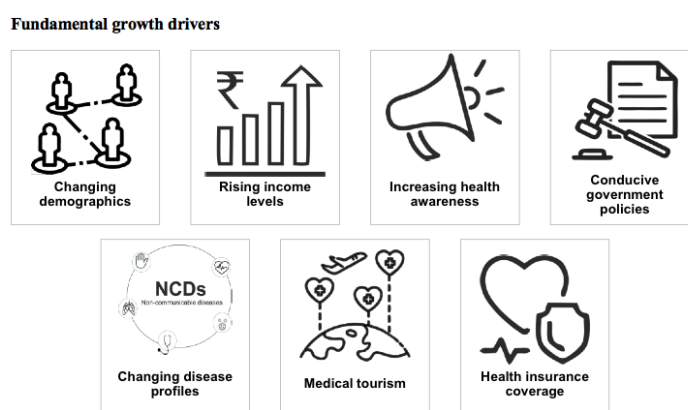 Fundamental growth drivers
Changing
demographics
Rising income
levels
Increasing health
awareness
Conducive
government
policies
NCDs
Non-communicable diseases
Changing disease
profiles
Medical tourism
Health insurance
coverage